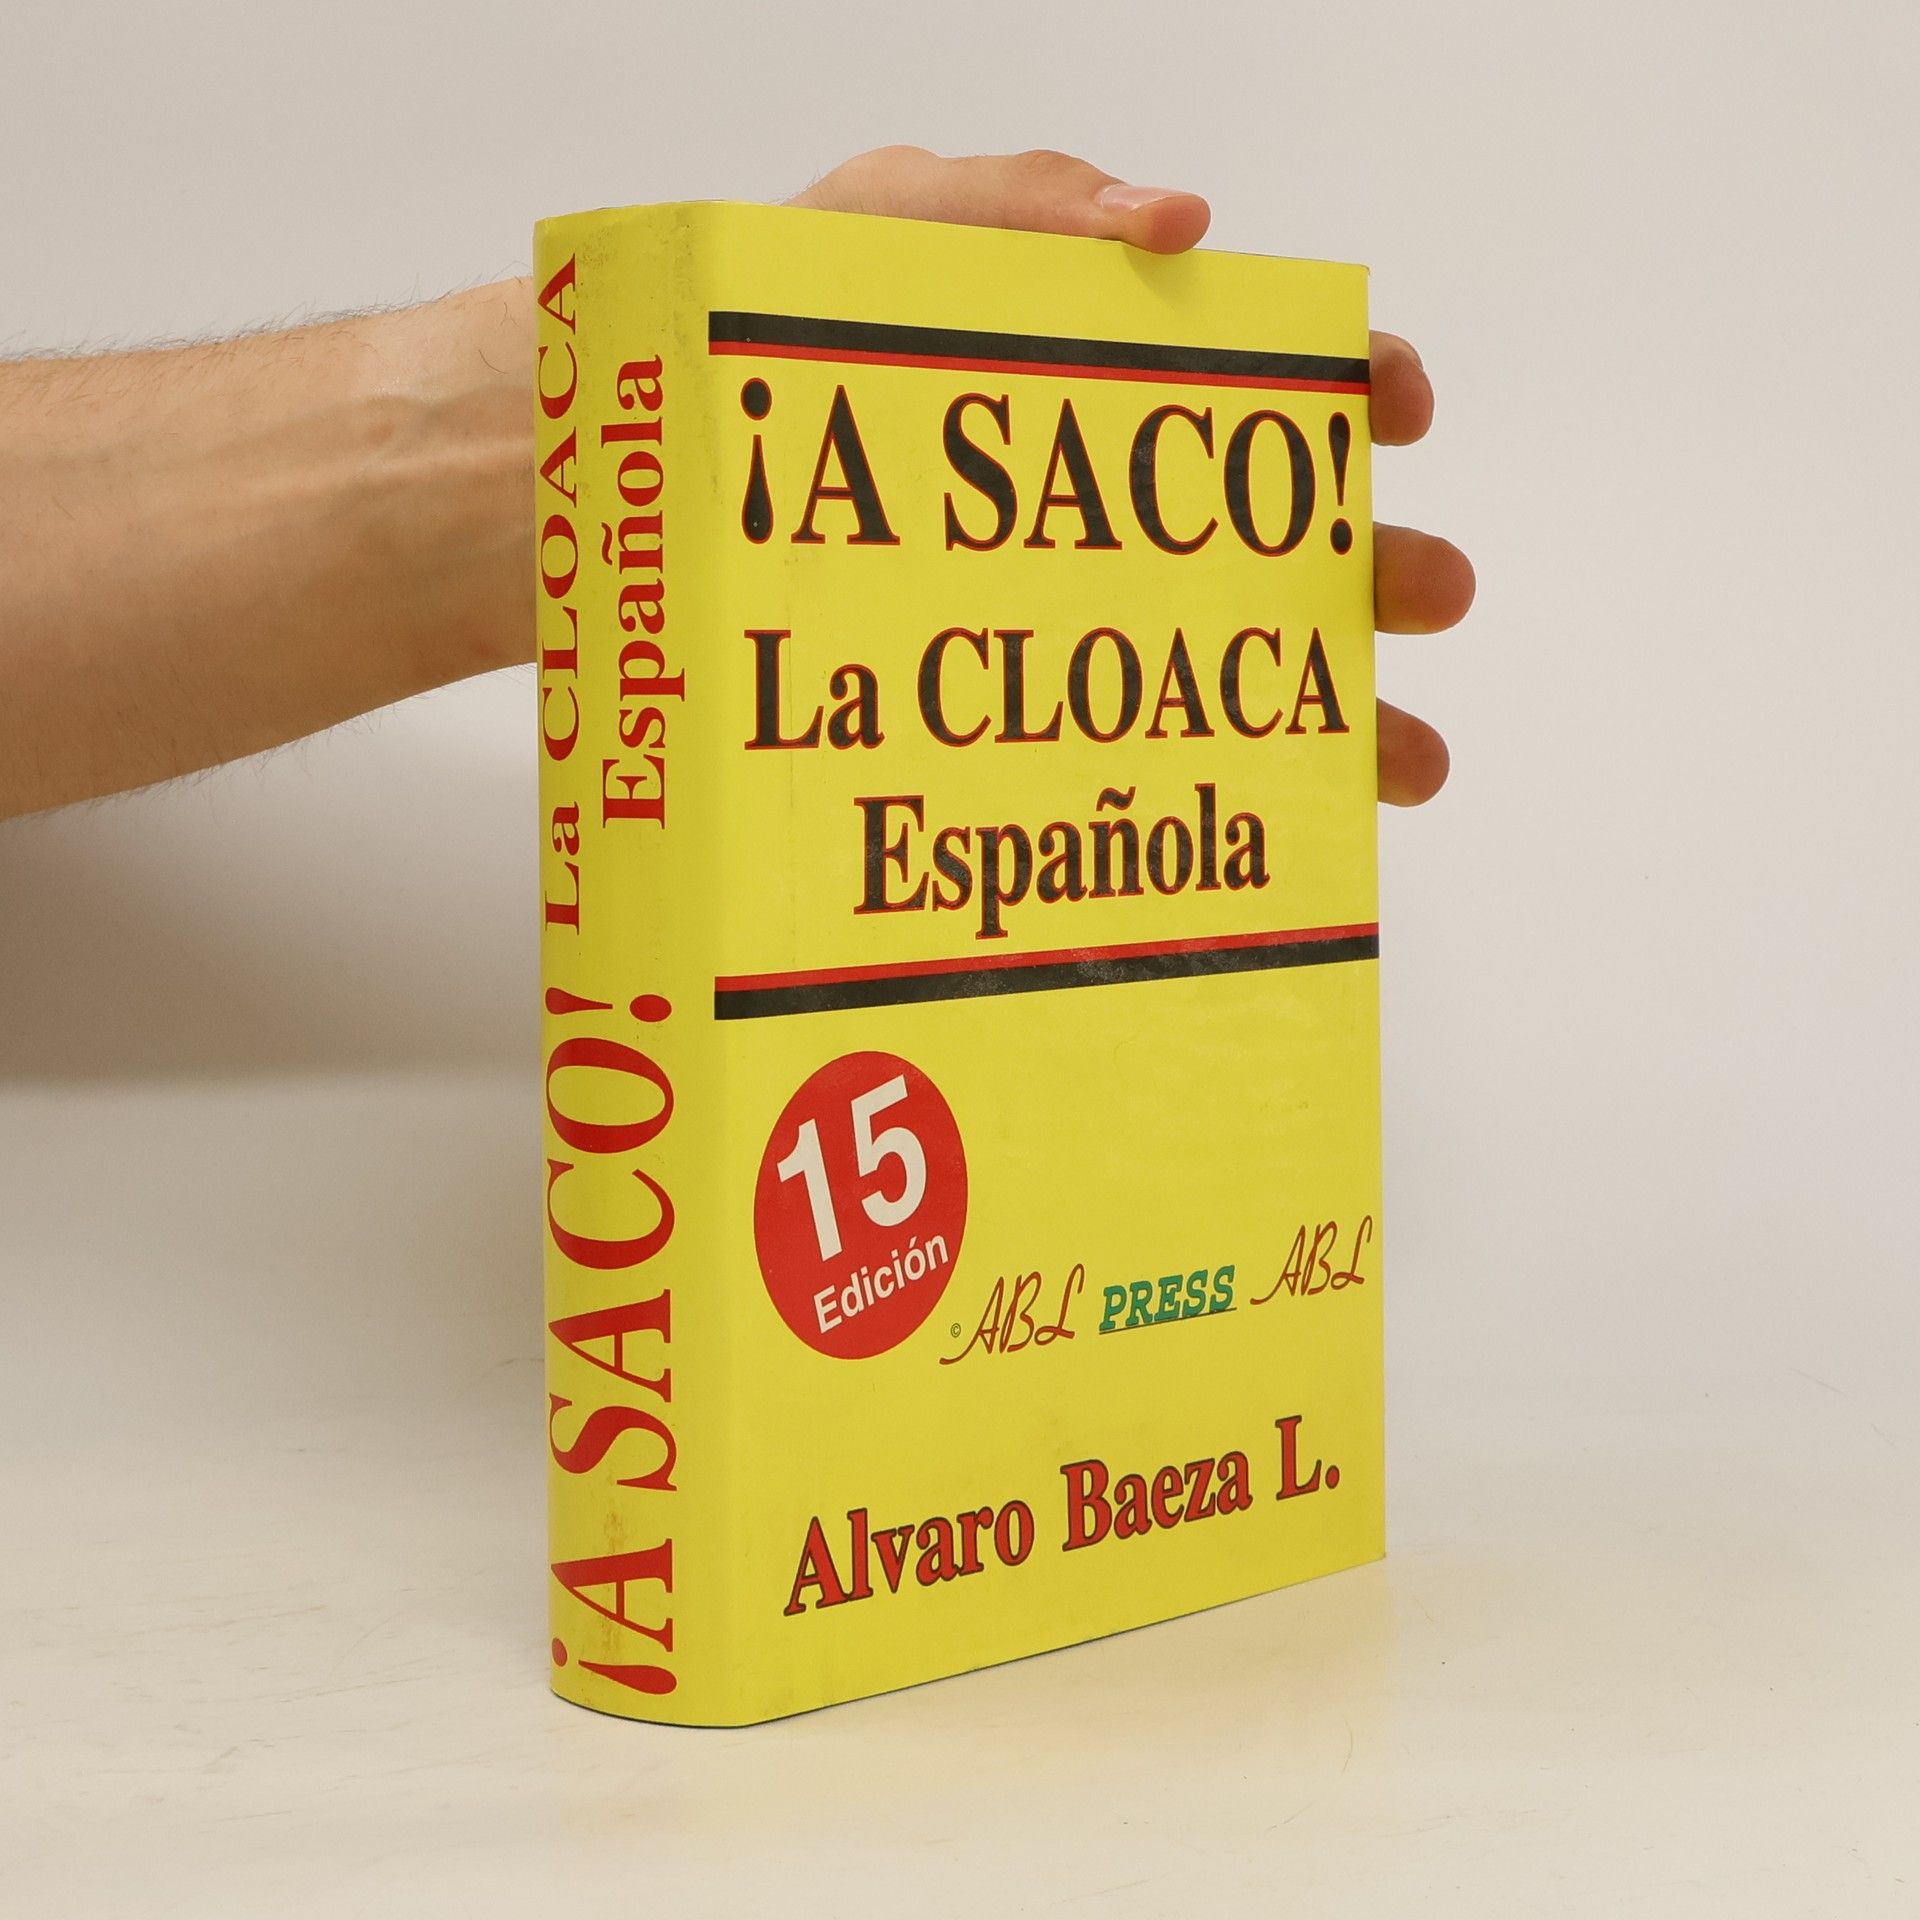 ¡A SACO! La CLOACA
Española
¡A SACO!
La CLOACA
Española
15
Edición
© ABL PRESS ABL
Alvaro Baeza L.